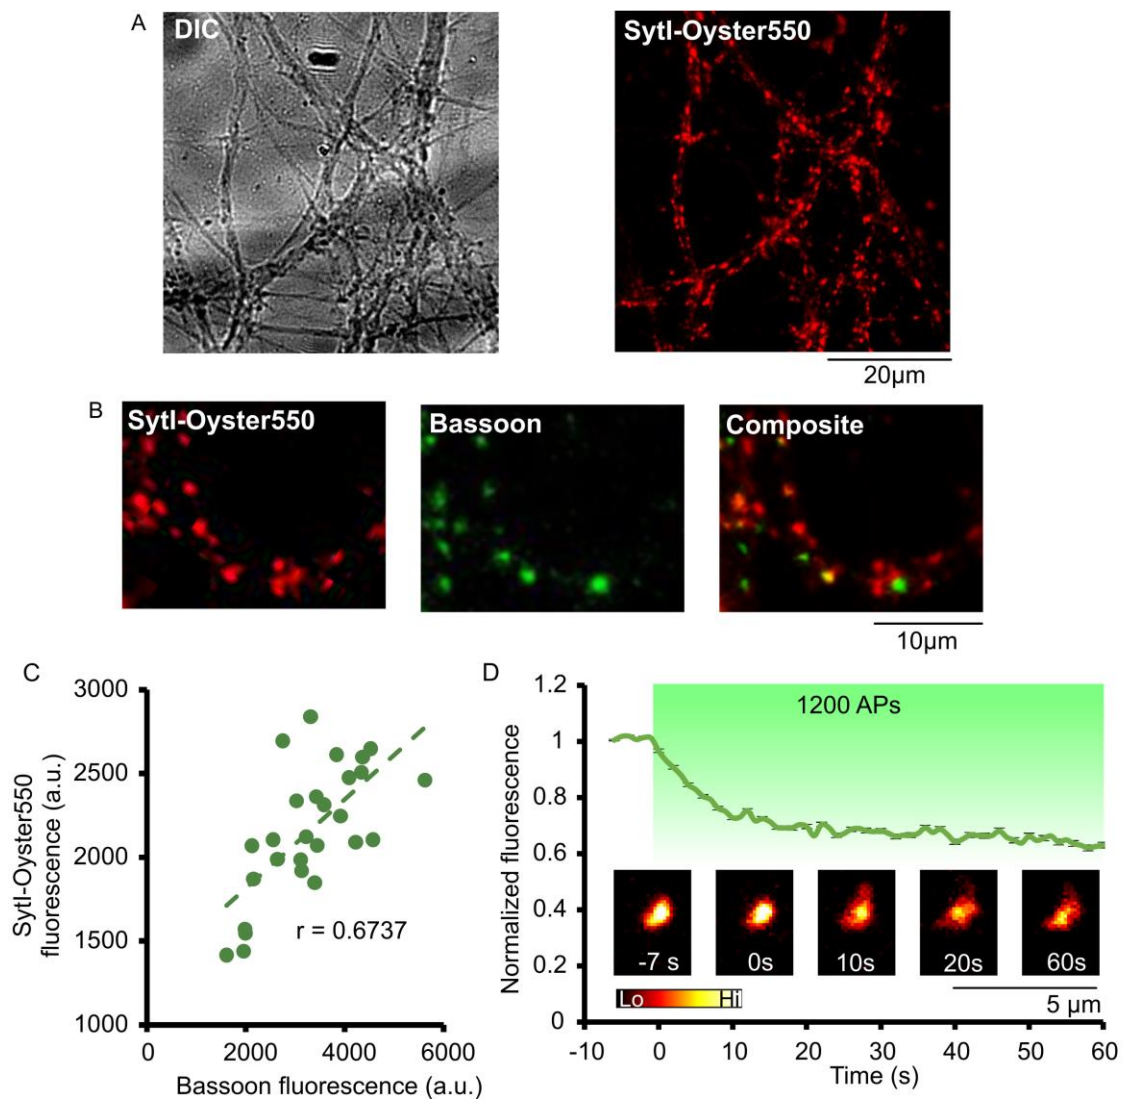 A
DIC
SytI-Oyster550
20µm
B
SytI-Oyster550
Bassoon
Composite
10µm
C
3000
2500
2000
1500
1000
SytI-Oyster550
fluorescence (a.u.)
r = 0.6737
0
2000
4000
6000
Bassoon fluorescence (a.u.)
D
1.2
1
0.8
0.6
0.4
0.2
0
Normalized fluorescence
1200 APs
-7 s
0s
10s
20s
60s
Lo
Hi
5 µm
-10
0
10
20
30
40
50
60
Time (s)